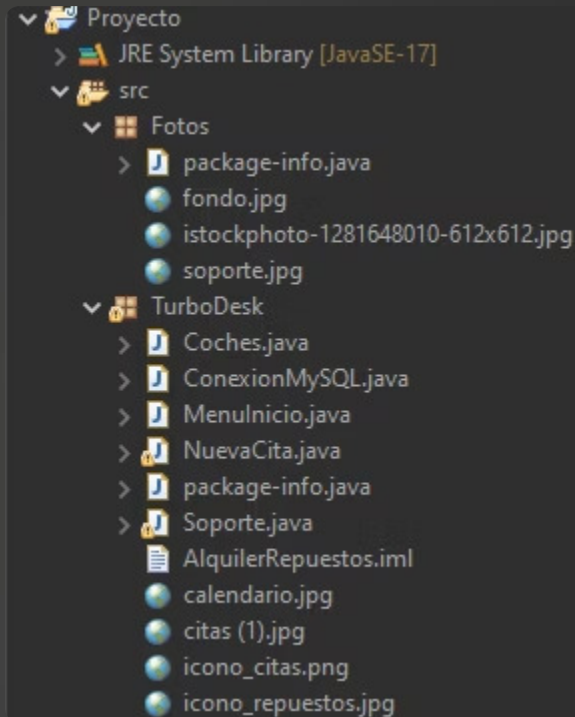 Proyecto
JRE System Library [JavaSE-17]
src
Fotos
package-info.java
fondo.jpg
istockphoto-1281648010-612x612.jpg
soporte.jpg
TurboDesk
Coches.java
ConexionMySQL.java
MenuInicio.java
NuevaCita.java
package-info.java
Soporte.java
AlquilerRepuestos.iml
calendario.jpg
citas (1).jpg
icono_citas.png
icono_repuestos.jpg